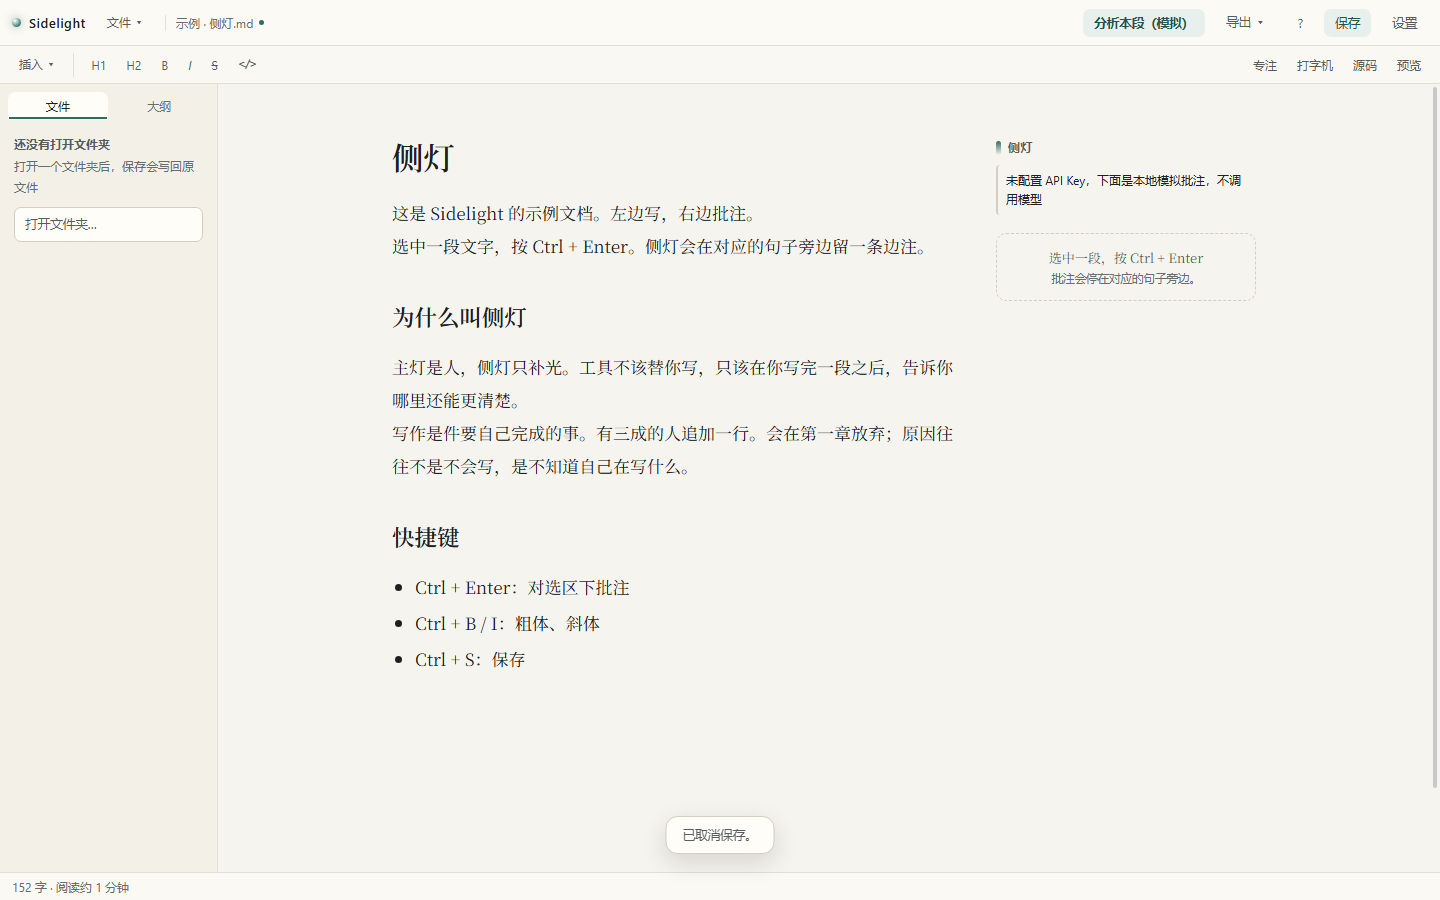 Sidelight
文件
示例 · 侧灯.md
分析本段（模拟）
导出
?
保存
设置
插入
H1
H2
B
I
S
</>
专注
打字机
源码
预览
文件
大纲
还没有打开文件夹
打开一个文件夹后，保存会写回原
文件
打开文件夹...
侧灯
这是 Sidelight 的示例文档。左边写，右边批注。
选中一段文字，按 Ctrl + Enter。侧灯会在对应的句子旁边留一条边注。
为什么叫侧灯
主灯是人，侧灯只补光。工具不该替你写，只该在你写完一段之后，告诉你
哪里还能更清楚。
写作是件要自己完成的事。有三成的人追加一行。会在第一章放弃；原因往
往不是不会写，是不知道自己在写什么。
快捷键
Ctrl + Enter：对选区下批注
Ctrl + B / I：粗体、斜体
Ctrl + S：保存
侧灯
未配置 API Key，下面是本地模拟批注，不调
用模型
选中一段，按 Ctrl + Enter
批注会停在对应的句子旁边。
已取消保存。
152 字 · 阅读约 1 分钟